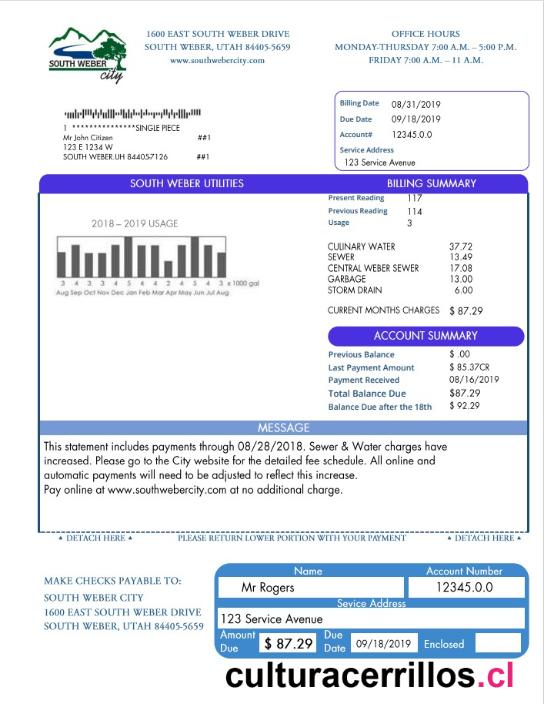 SOUTH WEBER
city
1600 EAST SOUTH WEBER DRIVE
SOUTH WEBER, UTAH 84405-5659
www.southwebercity.com
OFFICE HOURS
MONDAY-THURSDAY 7:00 A.M. – 5:00 P.M.
FRIDAY 7:00 A.M. – 11 A.M.
Billing Date 08/31/2019
Due Date 09/18/2019
Account# 12345.0.0
Service Address
123 Service Avenue
1 ***************SINGLE PIECE
Mr John Citizen ##1
123 E 1234 W
SOUTH WEBER.UH 844057126 ##1
SOUTH WEBER UTILITIES
2018 – 2019 USAGE
3 4 3 3 4 5 4 4 2 4 5 4 3 x 1000 gal
Aug Sep Oct Nov Dec Jan Feb Mar Apr May Jun Jul Aug
BILLING SUMMARY
Present Reading 117
Previous Reading 114
Usage 3
CULINARY WATER 37.72
SEWER 13.49
CENTRAL WEBER SEWER 17.08
GARBAGE 13.00
STORM DRAIN 6.00
CURRENT MONTHS CHARGES $ 87.29
ACCOUNT SUMMARY
Previous Balance $ .00
Last Payment Amount $ 85.37CR
Payment Received 08/16/2019
Total Balance Due $87.29
Balance Due after the 18th $ 92.29
MESSAGE
This statement includes payments through 08/28/2018. Sewer & Water charges have
increased. Please go to the City website for the detailed fee schedule. All online and
automatic payments will need to be adjusted to reflect this increase.
Pay online at www.southwebercity.com at no additional charge.
▲ DETACH HERE ▲ PLEASE RETURN LOWER PORTION WITH YOUR PAYMENT ▲ DETACH HERE ▲
MAKE CHECKS PAYABLE TO:
SOUTH WEBER CITY
1600 EAST SOUTH WEBER DRIVE
SOUTH WEBER, UTAH 84405-5659
Name Account Number
Mr Rogers 12345.0.0
Sevice Address
123 Service Avenue
Amount Due $ 87.29 Due Date 09/18/2019 Enclosed
culturacerrillos.cl